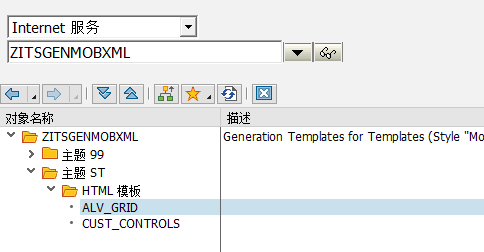 Internet 服务
ZITSGENMOBXML
对象名称 描述
ZITSGENMOBXML Generation Templates for Templates (Style "Mo
主题 99
主题 ST
HTML 模板
ALV_GRID
CUST_CONTROLS